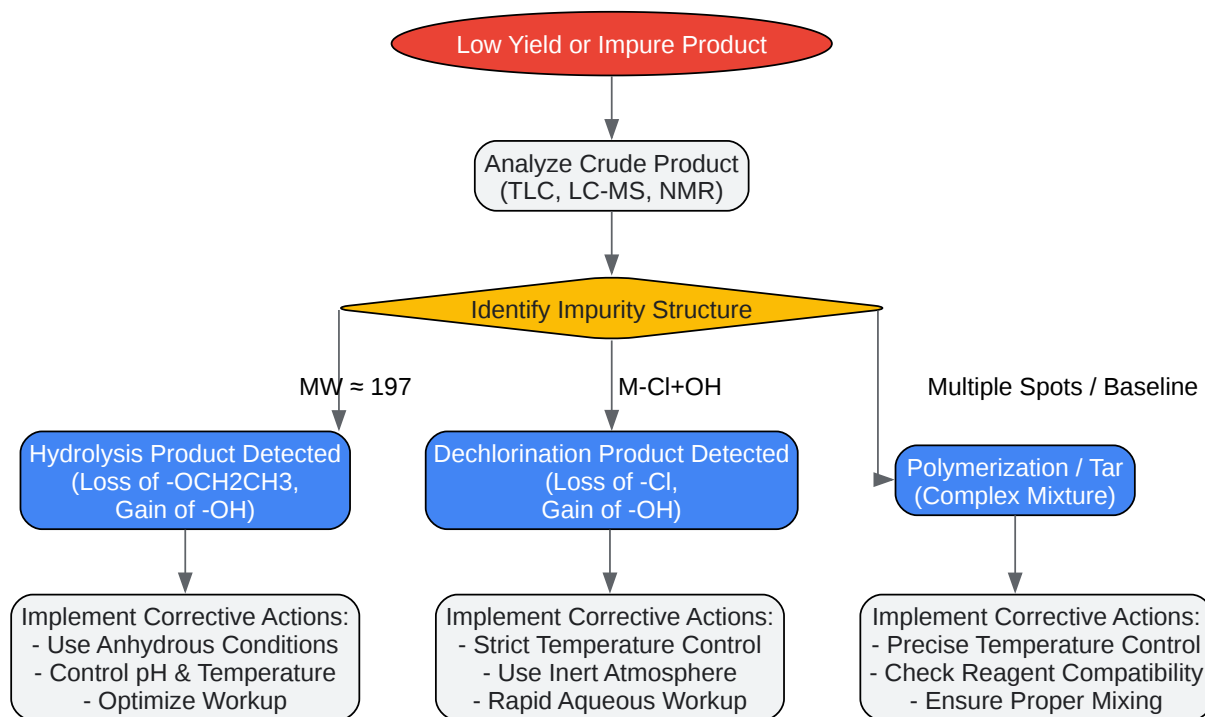 Low Yield or Impure Product
Analyze Crude Product
(TLC, LC-MS, NMR)
Identify Impurity Structure
MW ≈ 197
M-Cl+OH
Multiple Spots / Baseline
Hydrolysis Product Detected
(Loss of -OCH2CH3,
Gain of -OH)
Dechlorination Product Detected
(Loss of -Cl,
Gain of -OH)
Polymerization / Tar
(Complex Mixture)
Implement Corrective Actions:
- Use Anhydrous Conditions
- Control pH & Temperature
- Optimize Workup
Implement Corrective Actions:
- Strict Temperature Control
- Use Inert Atmosphere
- Rapid Aqueous Workup
Implement Corrective Actions:
- Precise Temperature Control
- Check Reagent Compatibility
- Ensure Proper Mixing